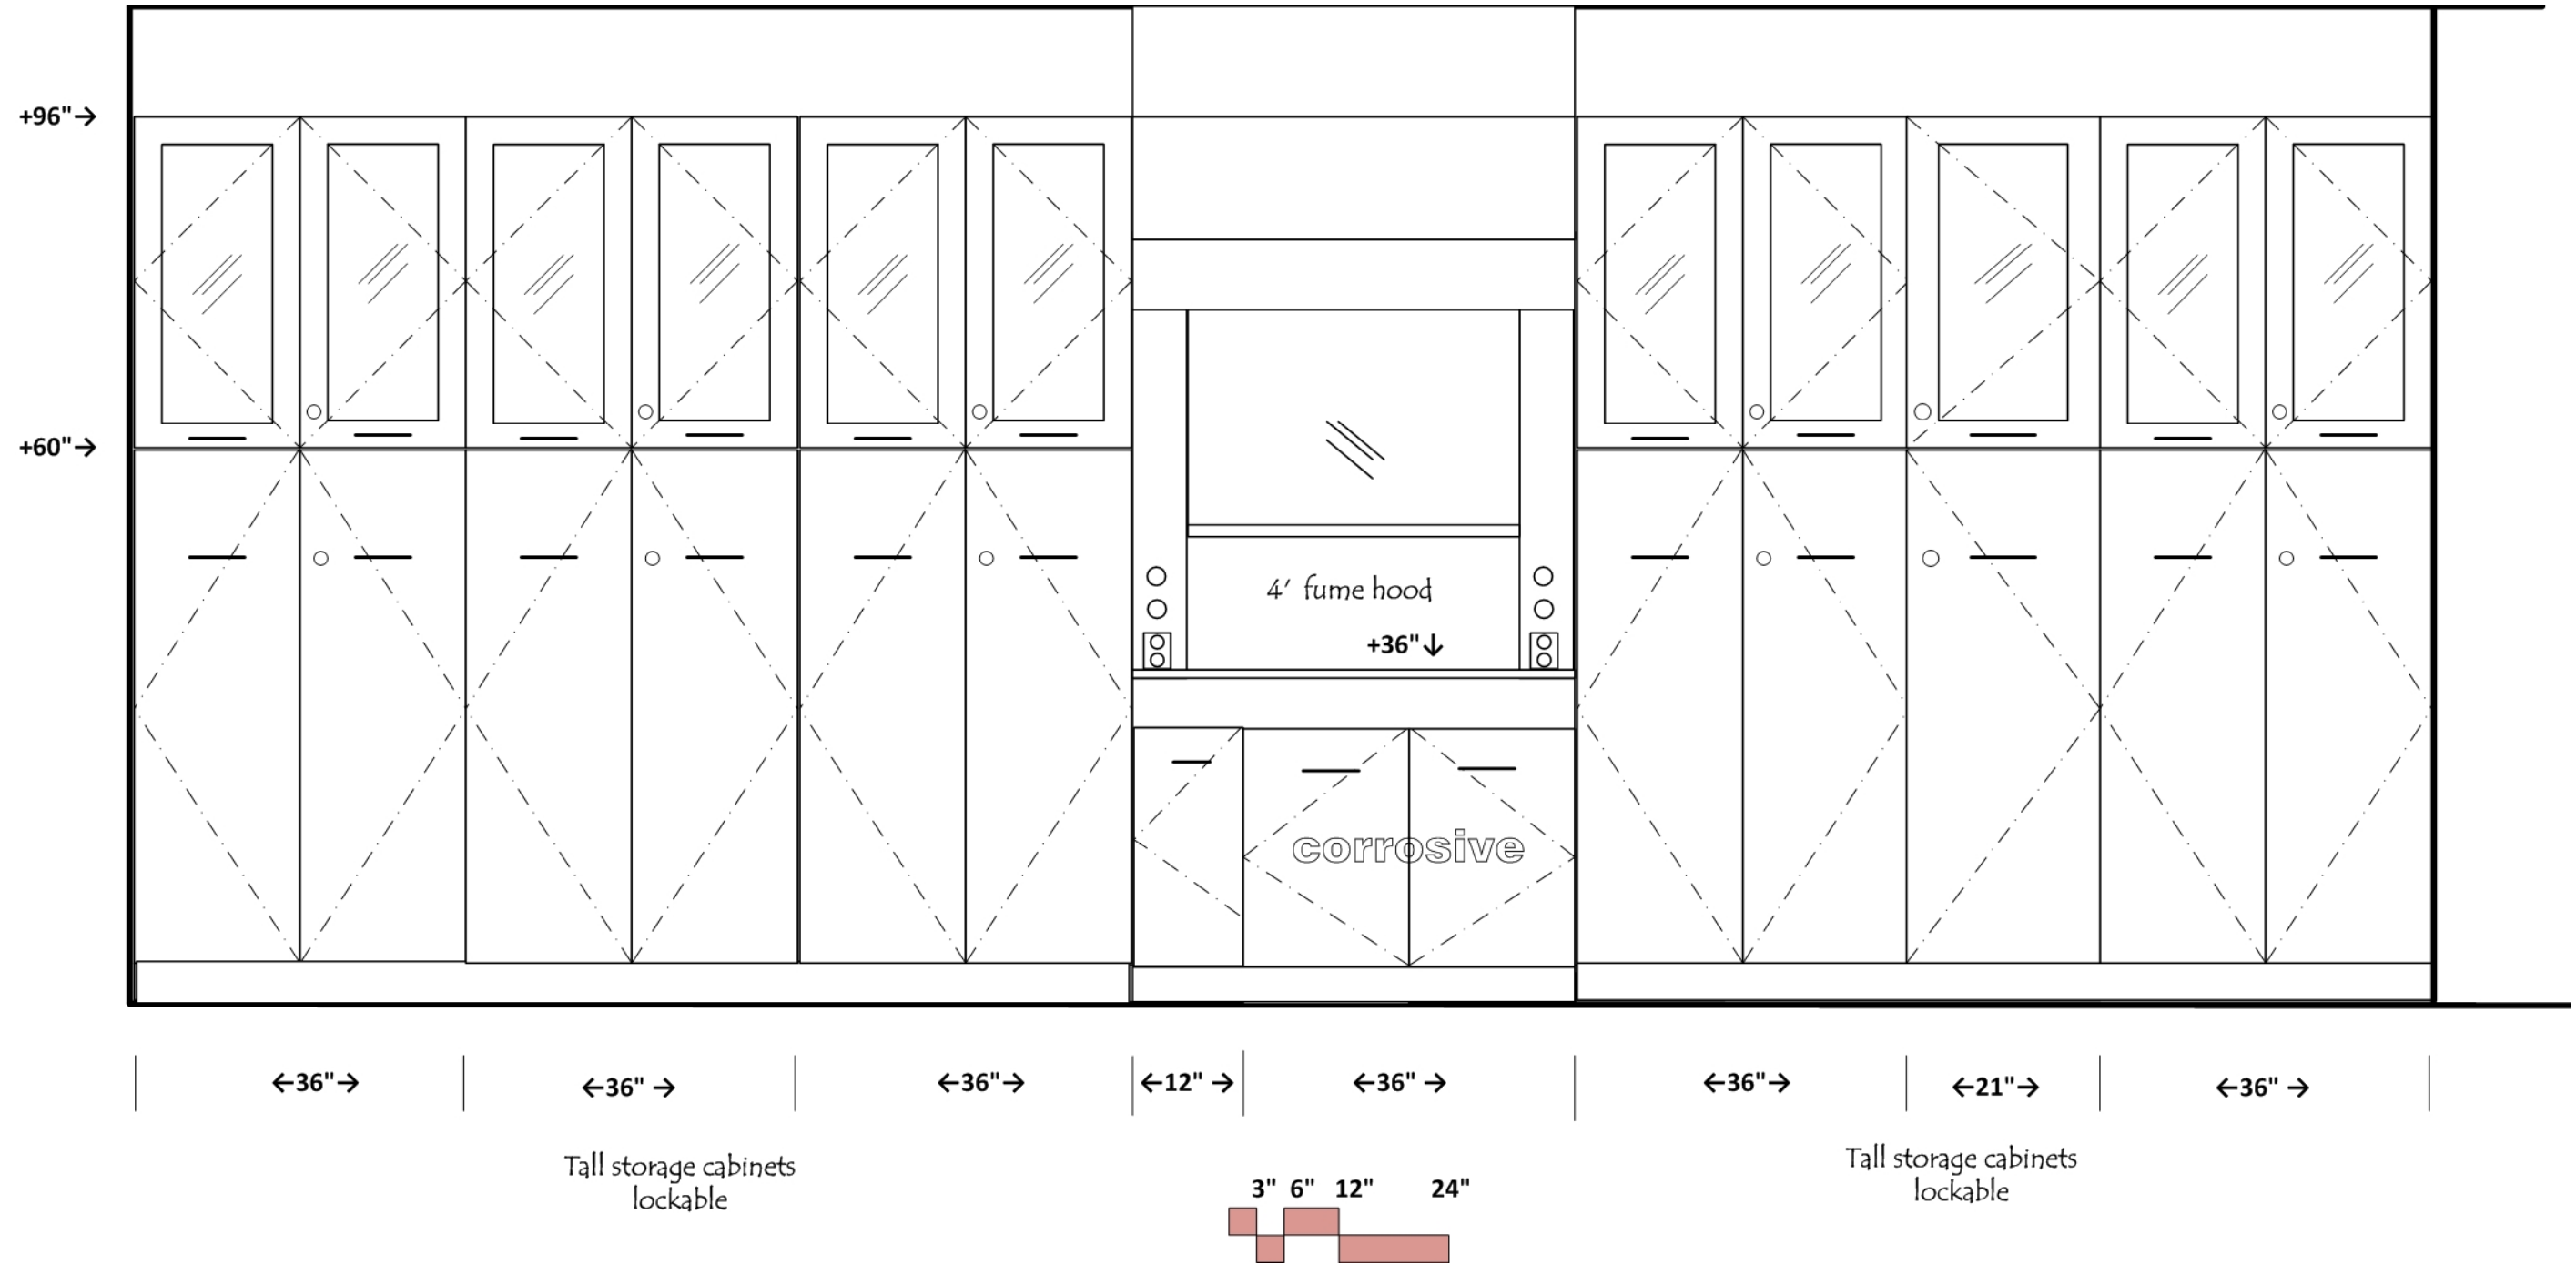 +96"→
+60"→
4' fume hood
+36"↓
corrosive
←36"→
←36" →
←36"→
←12" →
←36" →
←36"→
←21"→
←36" →
Tall storage cabinets
lockable
Tall storage cabinets
lockable
3" 6" 12" 24"